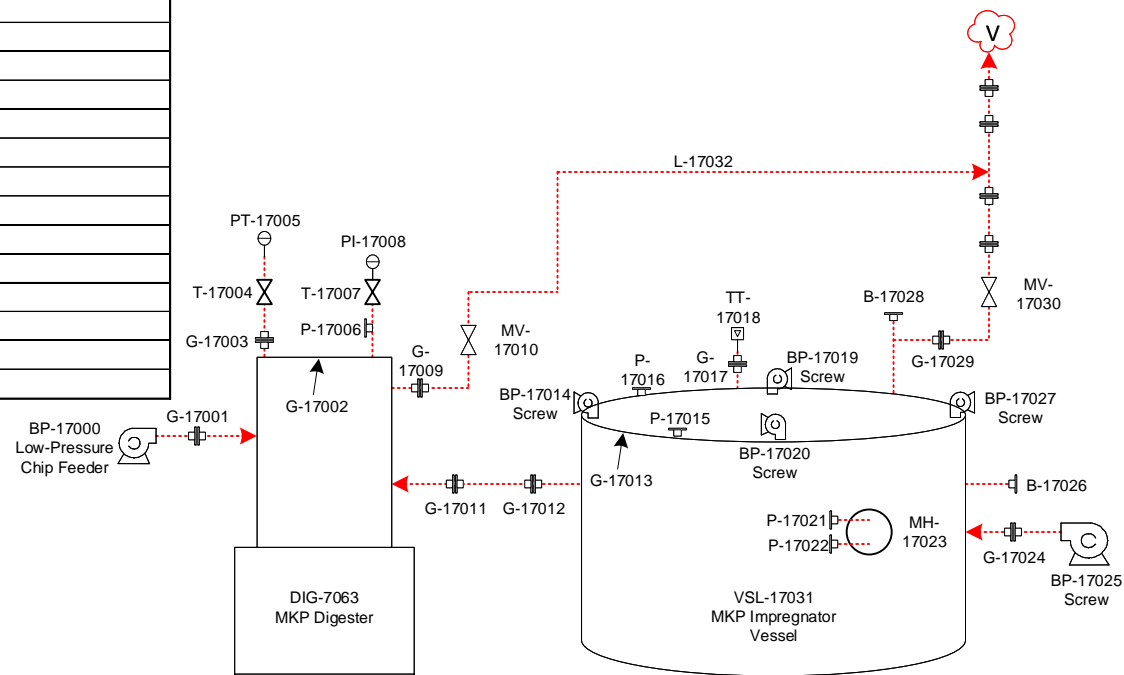 V
L-17032
PT-17005
PI-17008
T-17004
T-17007
P-17006
G-17003
MV-
17010
G-
17009
G-17002
G-17001
BP-17000
Low-Pressure
Chip Feeder
C
TT-
17018
B-17028
MV-
17030
G-17029
P-
17016
G-
17017
BP-17019
Screw
C
BP-17014
Screw
C
P-17015
BP-17020
Screw
C
BP-17027
Screw
C
G-17013
G-17011
G-17012
B-17026
P-17021
P-17022
MH-
17023
G-17024
C
BP-17025
Screw
DIG-7063
MKP Digester
VSL-17031
MKP Impregnator
Vessel